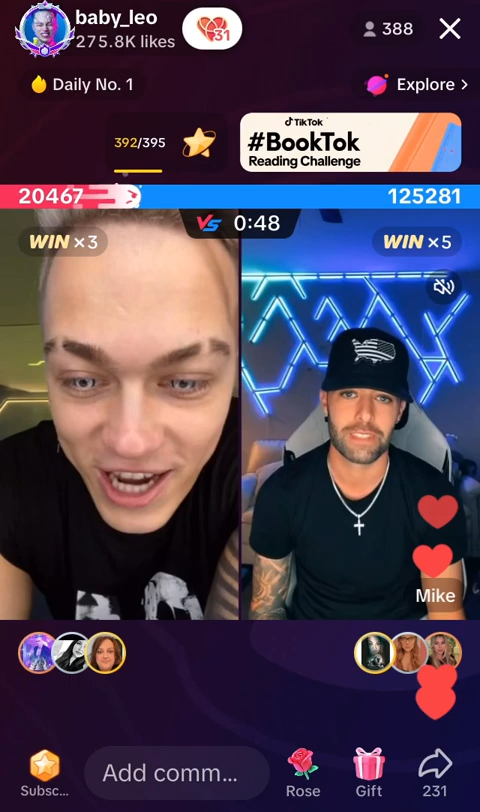 baby_leo
275.8K likes
31
388
Daily No. 1
Explore >
392/395
TikTok
#BookTok
Reading Challenge
20467
125281
VS 0:48
WIN ×3
WIN ×5
Mike
Subsc...
Add comm...
Rose
Gift
231